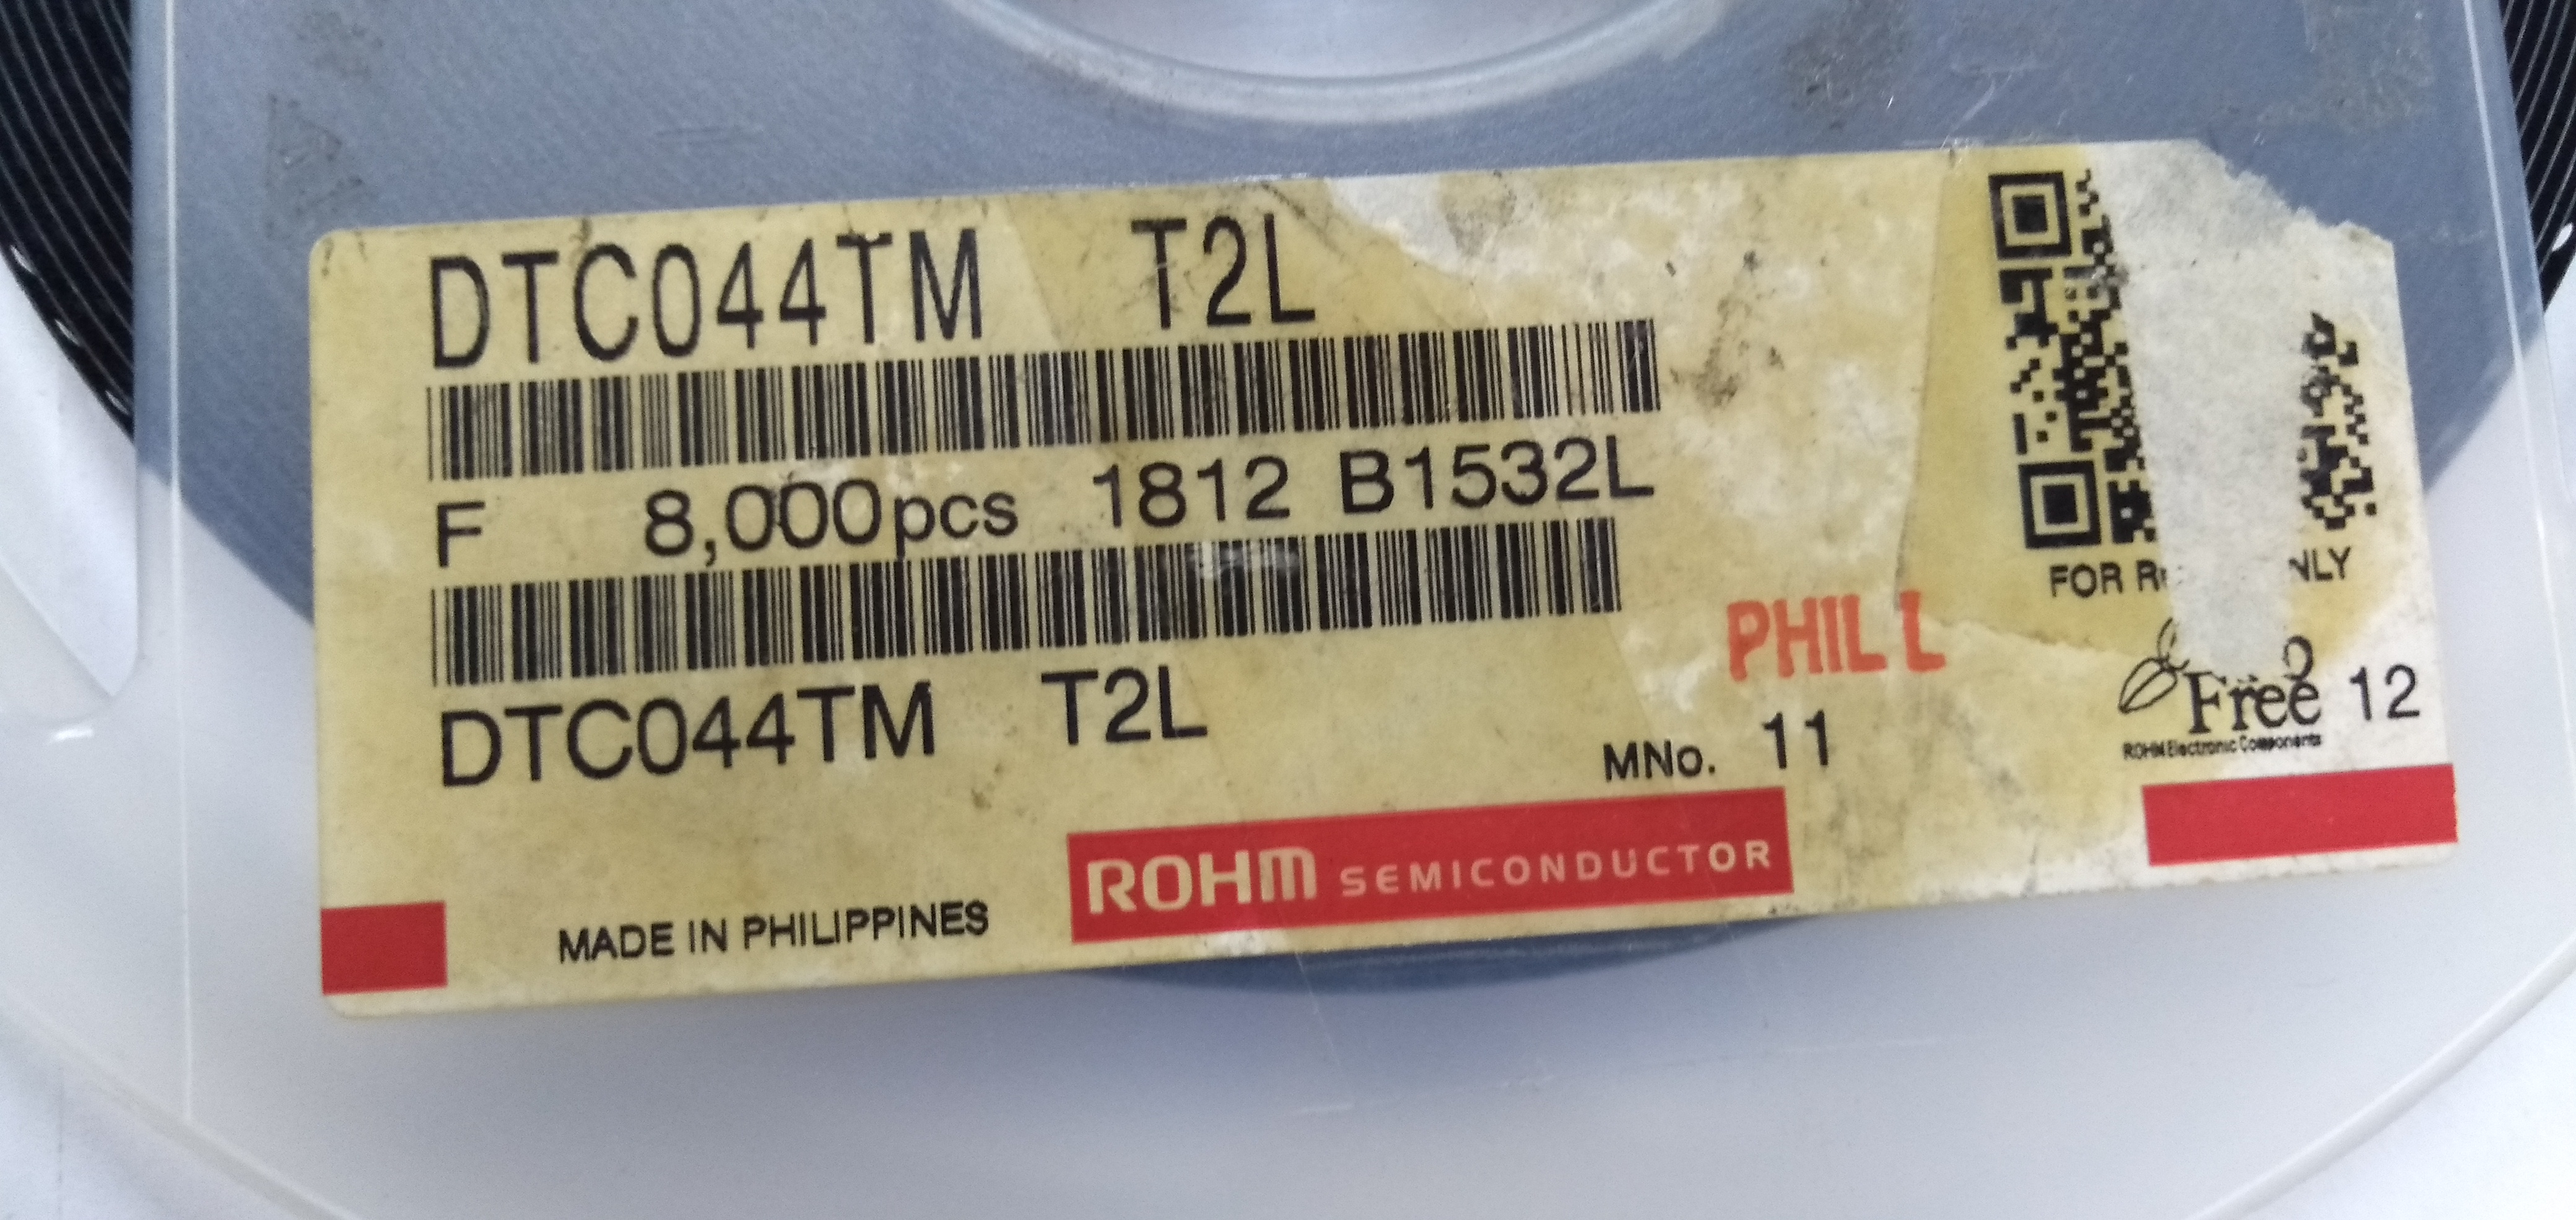 DTC044TM T2L
F 8,000pcs 1812 B1532L
DTC044TM T2L
PHILL
MNo. 11
FOR NLY
Free 12
ROHM Electronic Components
MADE IN PHILIPPINES
ROHM SEMICONDUCTOR